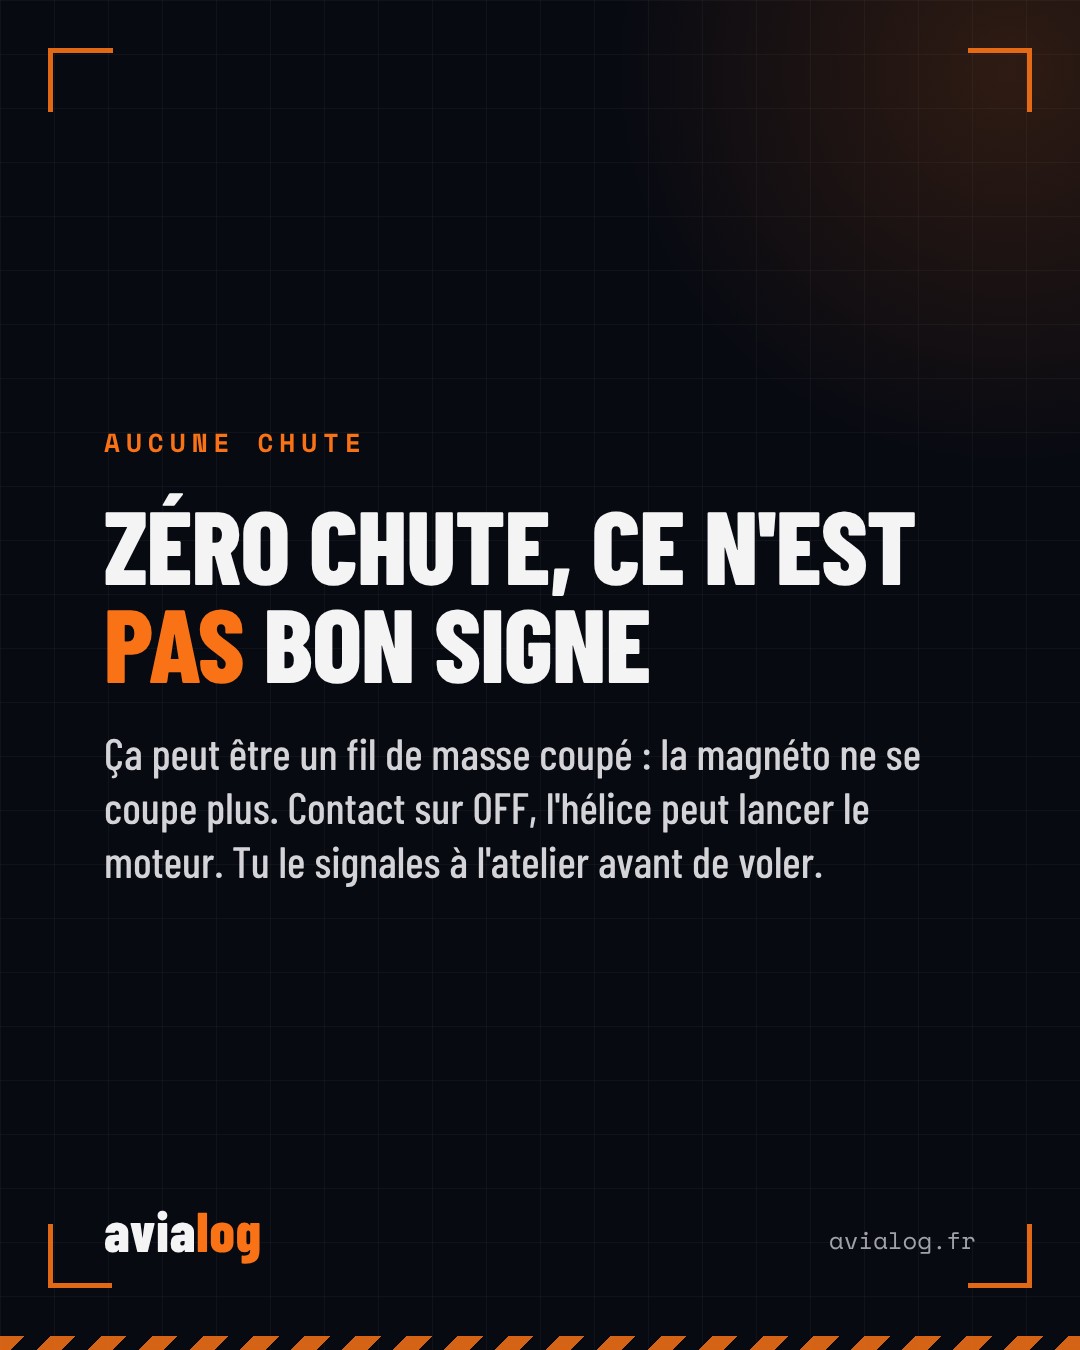 AUCUNE CHUTE
ZÉRO CHUTE, CE N'EST
PAS BON SIGNE
Ça peut être un fil de masse coupé : la magnéto ne se
coupe plus. Contact sur OFF, l'hélice peut lancer le
moteur. Tu le signales à l'atelier avant de voler.
avialog
avialog.fr